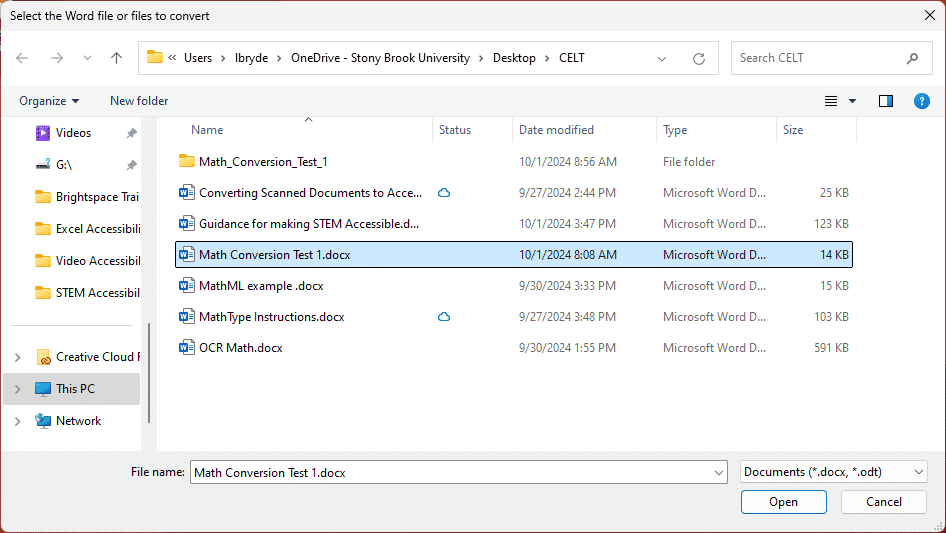 Select the Word file or files to convert
« Users > lbryde > OneDrive - Stony Brook University > Desktop > CELT
Search CELT
Organize New folder
Name Status Date modified Type Size
Videos
G:\
Brightspace Trai
Excel Accessibili
Video Accessibil
STEM Accessibil
Creative Cloud F
This PC
Network
Math_Conversion_Test_1 10/1/2024 8:56 AM File folder
Converting Scanned Documents to Acce... 9/27/2024 2:44 PM Microsoft Word D... 25 KB
Guidance for making STEM Accessible.d... 10/1/2024 3:47 PM Microsoft Word D... 123 KB
Math Conversion Test 1.docx 10/1/2024 8:08 AM Microsoft Word D... 14 KB
MathML example .docx 9/30/2024 3:33 PM Microsoft Word D... 15 KB
MathType Instructions.docx 9/27/2024 3:48 PM Microsoft Word D... 103 KB
OCR Math.docx 9/30/2024 1:55 PM Microsoft Word D... 591 KB
File name: Math Conversion Test 1.docx Documents (*.docx, *.odt)
Open Cancel